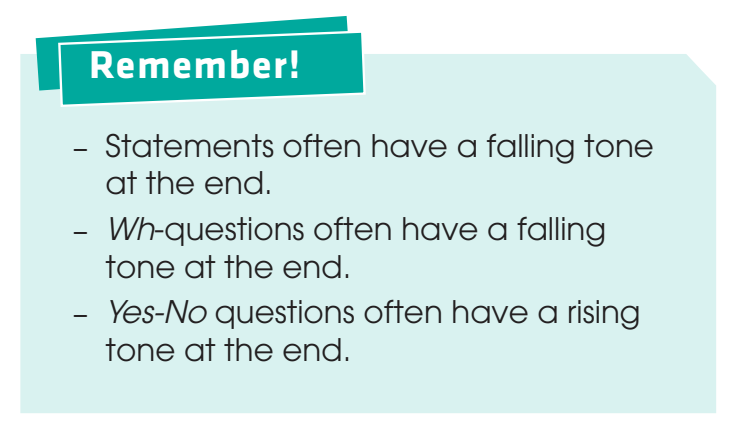 Remember!
– Statements often have a falling tone
at the end.
– Wh-questions often have a falling
tone at the end.
– Yes-No questions often have a rising
tone at the end.